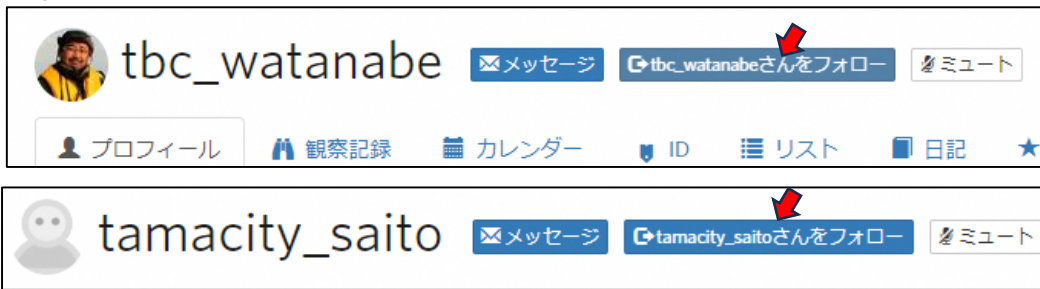 tbc_watanabe メッセージ tbc_watanabeさんをフォロー ミュート
プロフィール 観察記録 カレンダー ID リスト 日記
tamacity_saito メッセージ tamacity_saitoさんをフォロー ミュート